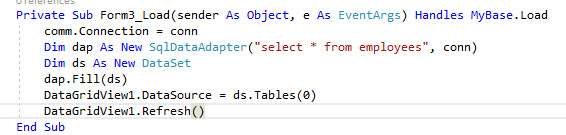 0 references
Private Sub Form3_Load(sender As Object, e As EventArgs) Handles MyBase.Load
comm.Connection = conn
Dim dap As New SqlDataAdapter("select * from employees", conn)
Dim ds As New DataSet
dap.Fill(ds)
DataGridView1.DataSource = ds.Tables(0)
DataGridView1.Refresh()
End Sub